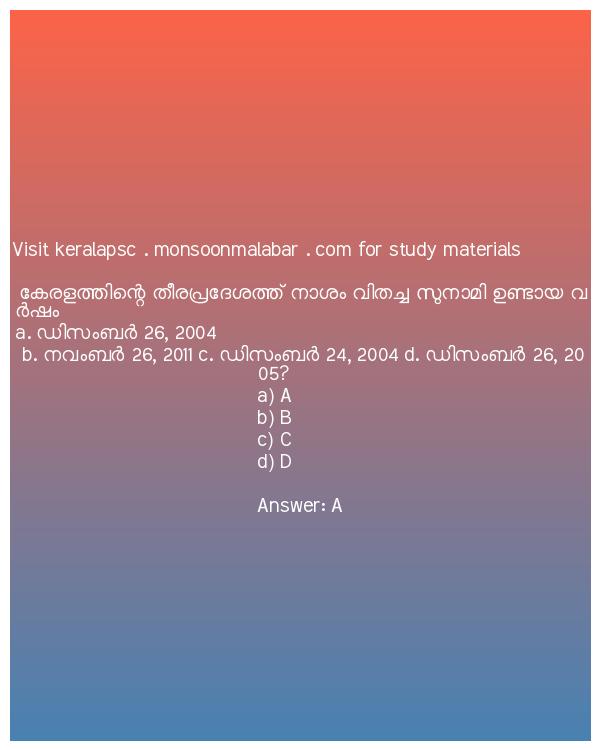 Visit keralapsc . monsoonmalabar . com for study materials
കേരളത്തിന്റെ തീരപ്രദേശത്ത് നാശം വിതച്ച സുനാമി ഉണ്ടായ വ
ർഷം
a. ഡിസംബർ 26, 2004
b. നവംബർ 26, 2011 c. ഡിസംബർ 24, 2004 d. ഡിസംബർ 26, 20
05?
a) A
b) B
c) C
d) D
Answer: A